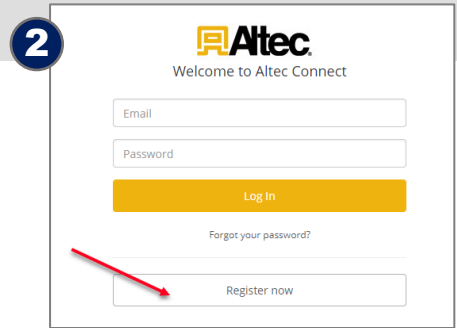 2
Altec
Welcome to Altec Connect
Email
Password
Log In
Forgot your password?
Register now